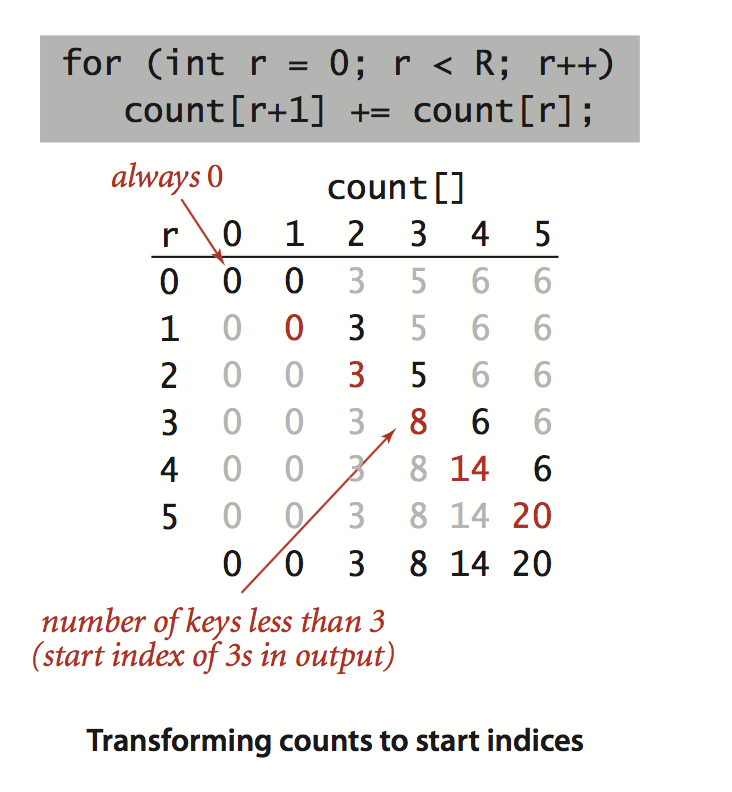 for (int r = 0; r < R; r++)
count[r+1] += count[r];
always 0
count[]
r 0 1 2 3 4 5
0 0 0 3 5 6 6
1 0 0 3 5 6 6
2 0 0 3 5 6 6
3 0 0 3 8 6 6
4 0 0 3 8 14 6
5 0 0 3 8 14 20
0 0 3 8 14 20
number of keys less than 3
(start index of 3s in output)
Transforming counts to start indices